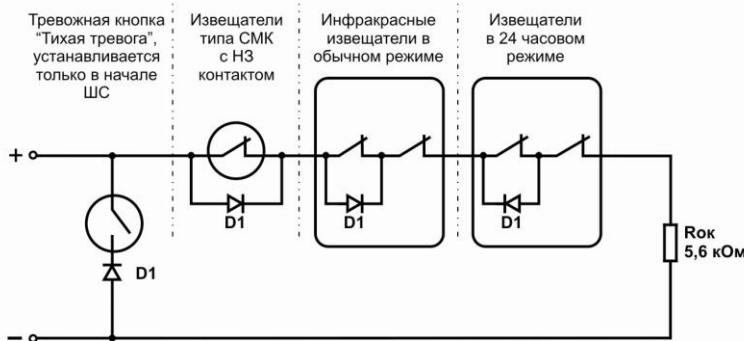 Тревожная кнопка
“Тихая тревога”,
устанавливается
только в начале
ШС
Извещатели
типа СМК
с НЗ
контактом
Инфракрасные
извещатели в
обычном режиме
Извещатели
в 24 часовом
режиме
+
D1
D1
D1
D1
Rок
5,6 кОм
–